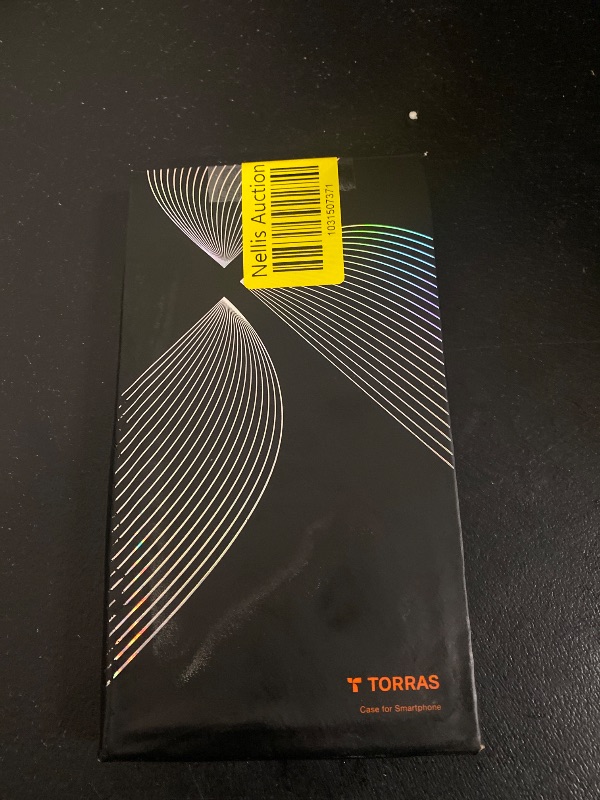 Nellis Auction
1031507371
TORRAS
Case for Smartphone